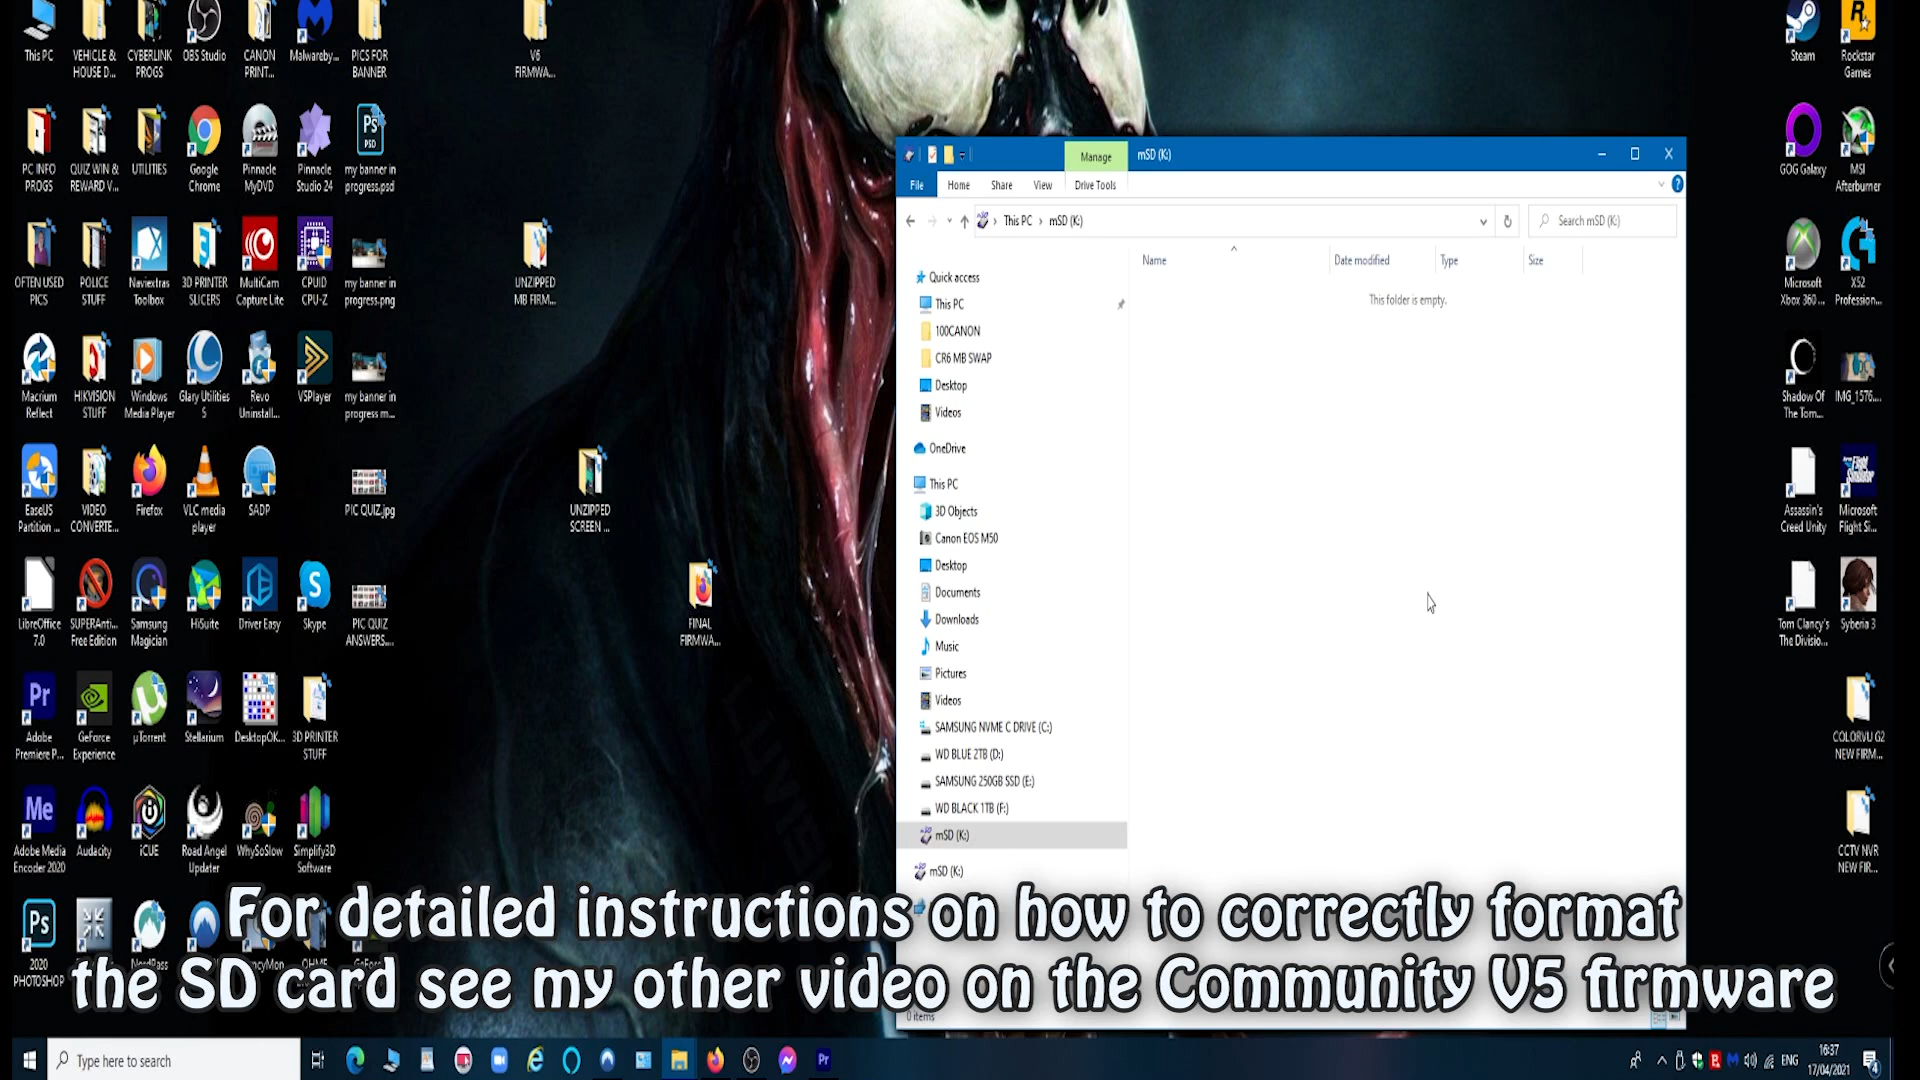 This PC
VEHICLE & HOUSE D...
CYBERLINK PROGS
OBS Studio
CANON PRINT...
Malwareby...
PICS FOR BANNER
V6 FIRMWA...
Steam
Rockstar Games
PC INFO PROGS
QUIZ WIN & REWARD V...
UTILITIES
Google Chrome
Pinnacle MyDVD
Pinnacle Studio 24
my banner in progress.psd
GOG Galaxy
MSI Afterburner
OFTEN USED PICS
POLICE STUFF
Naviextras Toolbox
3D PRINTER SLICERS
MultiCam Capture Lite
CPUID CPU-Z
my banner in progress.png
UNZIPPED MB FIRM...
Microsoft Xbox 360 ...
X52 Profession...
Macrium Reflect
HIKVISION STUFF
Windows Media Player
Glary Utilities 5
Revo Uninstall...
VSPlayer
my banner in progress m...
Shadow Of The Tom...
IMG_1576....
EaseUS Partition ...
VIDEO CONVERTE...
Firefox
VLC media player
SADP
PIC QUIZ.jpg
UNZIPPED SCREEN ...
Assassin's Creed Unity
Microsoft Flight Si...
LibreOffice 7.0
SUPERAnti... Free Edition
Samsung Magician
HiSuite
Driver Easy
Skype
PIC QUIZ ANSWERS....
FINAL FIRMWA...
Tom Clancy's The Divisio...
Syberia 3
Adobe Premiere P...
GeForce Experience
µTorrent
Stellarium
DesktopOK...
3D PRINTER STUFF
COLORVU G2 NEW FIRM...
Adobe Media Encoder 2020
Audacity
iCUE
Road Angel Updater
WhySoSlow
Simplify3D Software
CCTV NVR NEW FIR...
2020 PHOTOSHOP
NordPass
Manage
mSD (K:)
File
Home
Share
View
Drive Tools
This PC > mSD (K:)
Search mSD (K:)
Name
Date modified
Type
Size
This folder is empty.
Quick access
This PC
100CANON
CR6 MB SWAP
Desktop
Videos
OneDrive
This PC
3D Objects
Canon EOS M50
Desktop
Documents
Downloads
Music
Pictures
Videos
SAMSUNG NVME C DRIVE (C:)
WD BLUE 2TB (D:)
SAMSUNG 250GB SSD (E:)
WD BLACK 1TB (F:)
mSD (K:)
mSD (K:)
0 items
For detailed instructions on how to correctly format
the SD card see my other video on the Community V5 firmware
Type here to search
ENG
16:37
17/04/2021